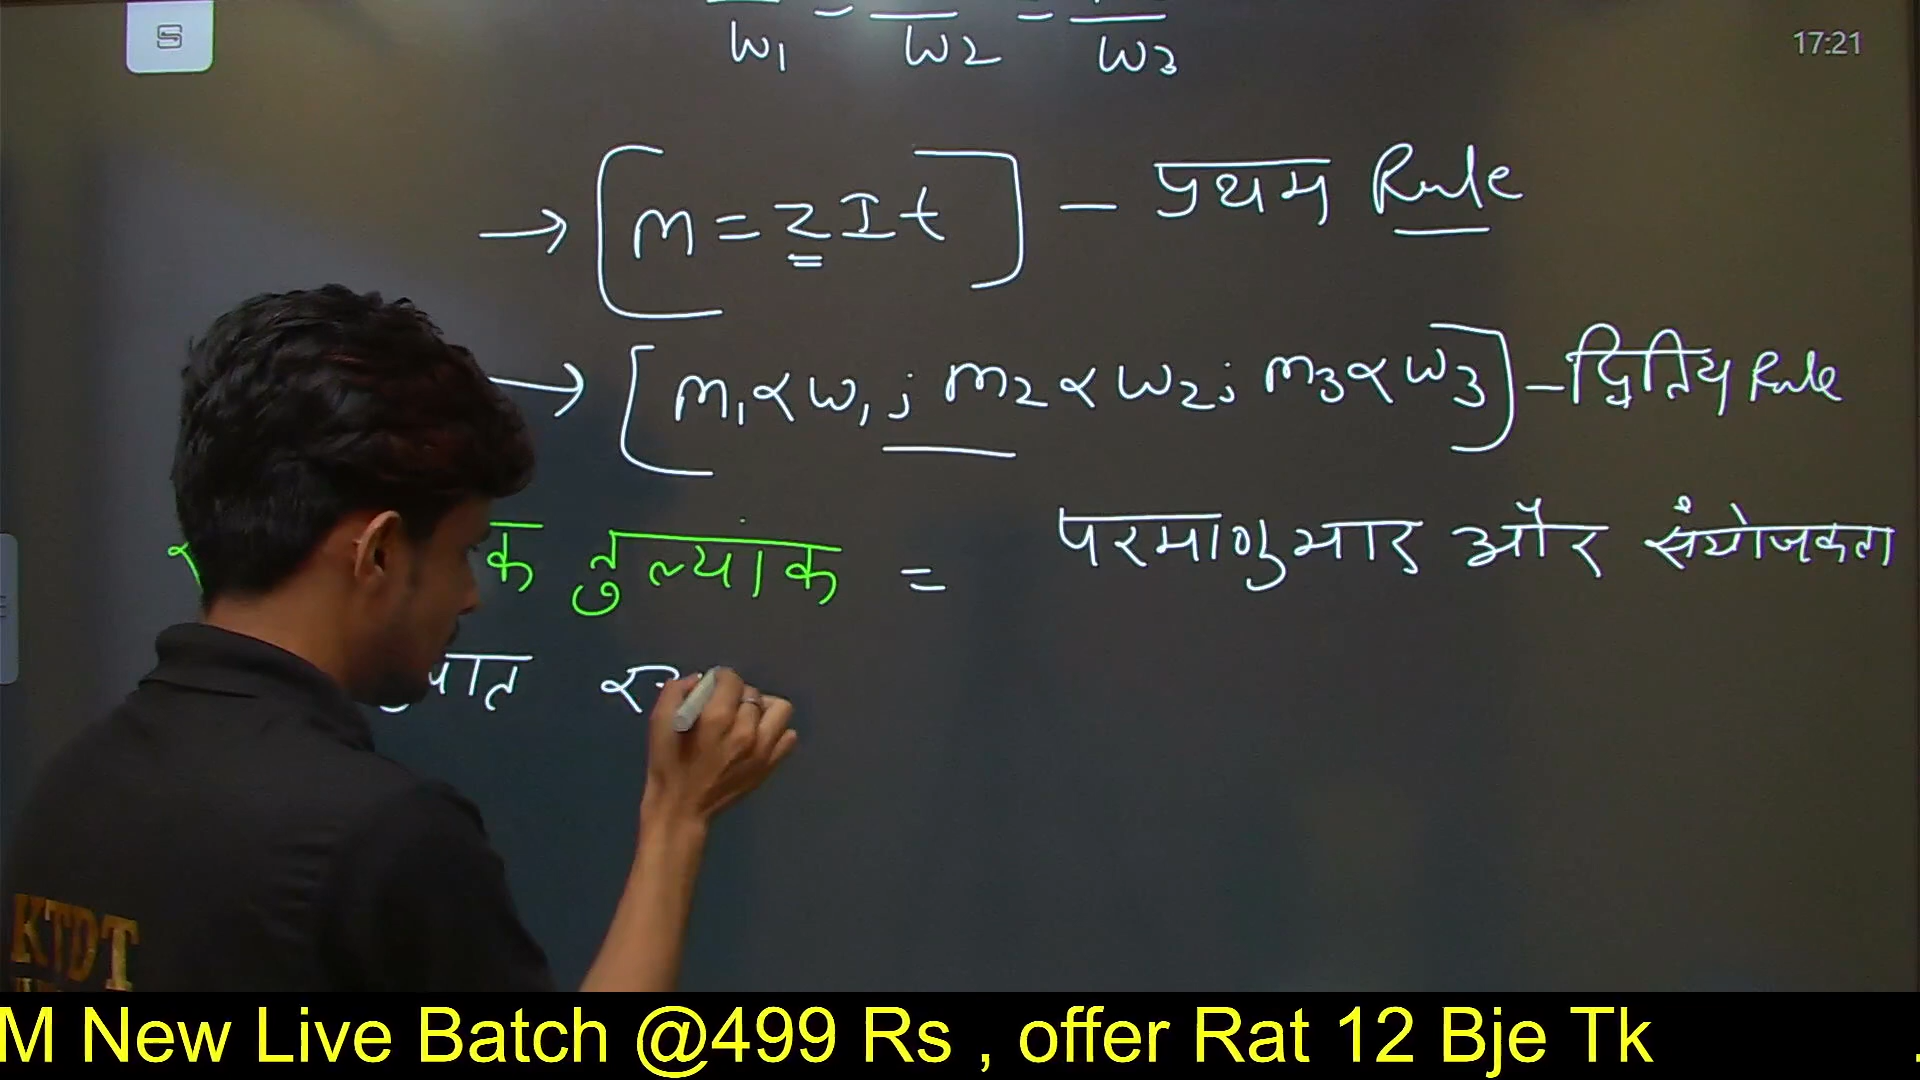 17:21
W1 = W2 = W3
→ [m = ZIt] — प्रथम Rule
→ [m1 ∝ W1; m2 ∝ W2; m3 ∝ W3] – द्वितिय Rule
क तुल्यांक = परमाणुभार और संयोजकता
पात
KTDT
M New Live Batch @499 Rs , offer Rat 12 Bje Tk